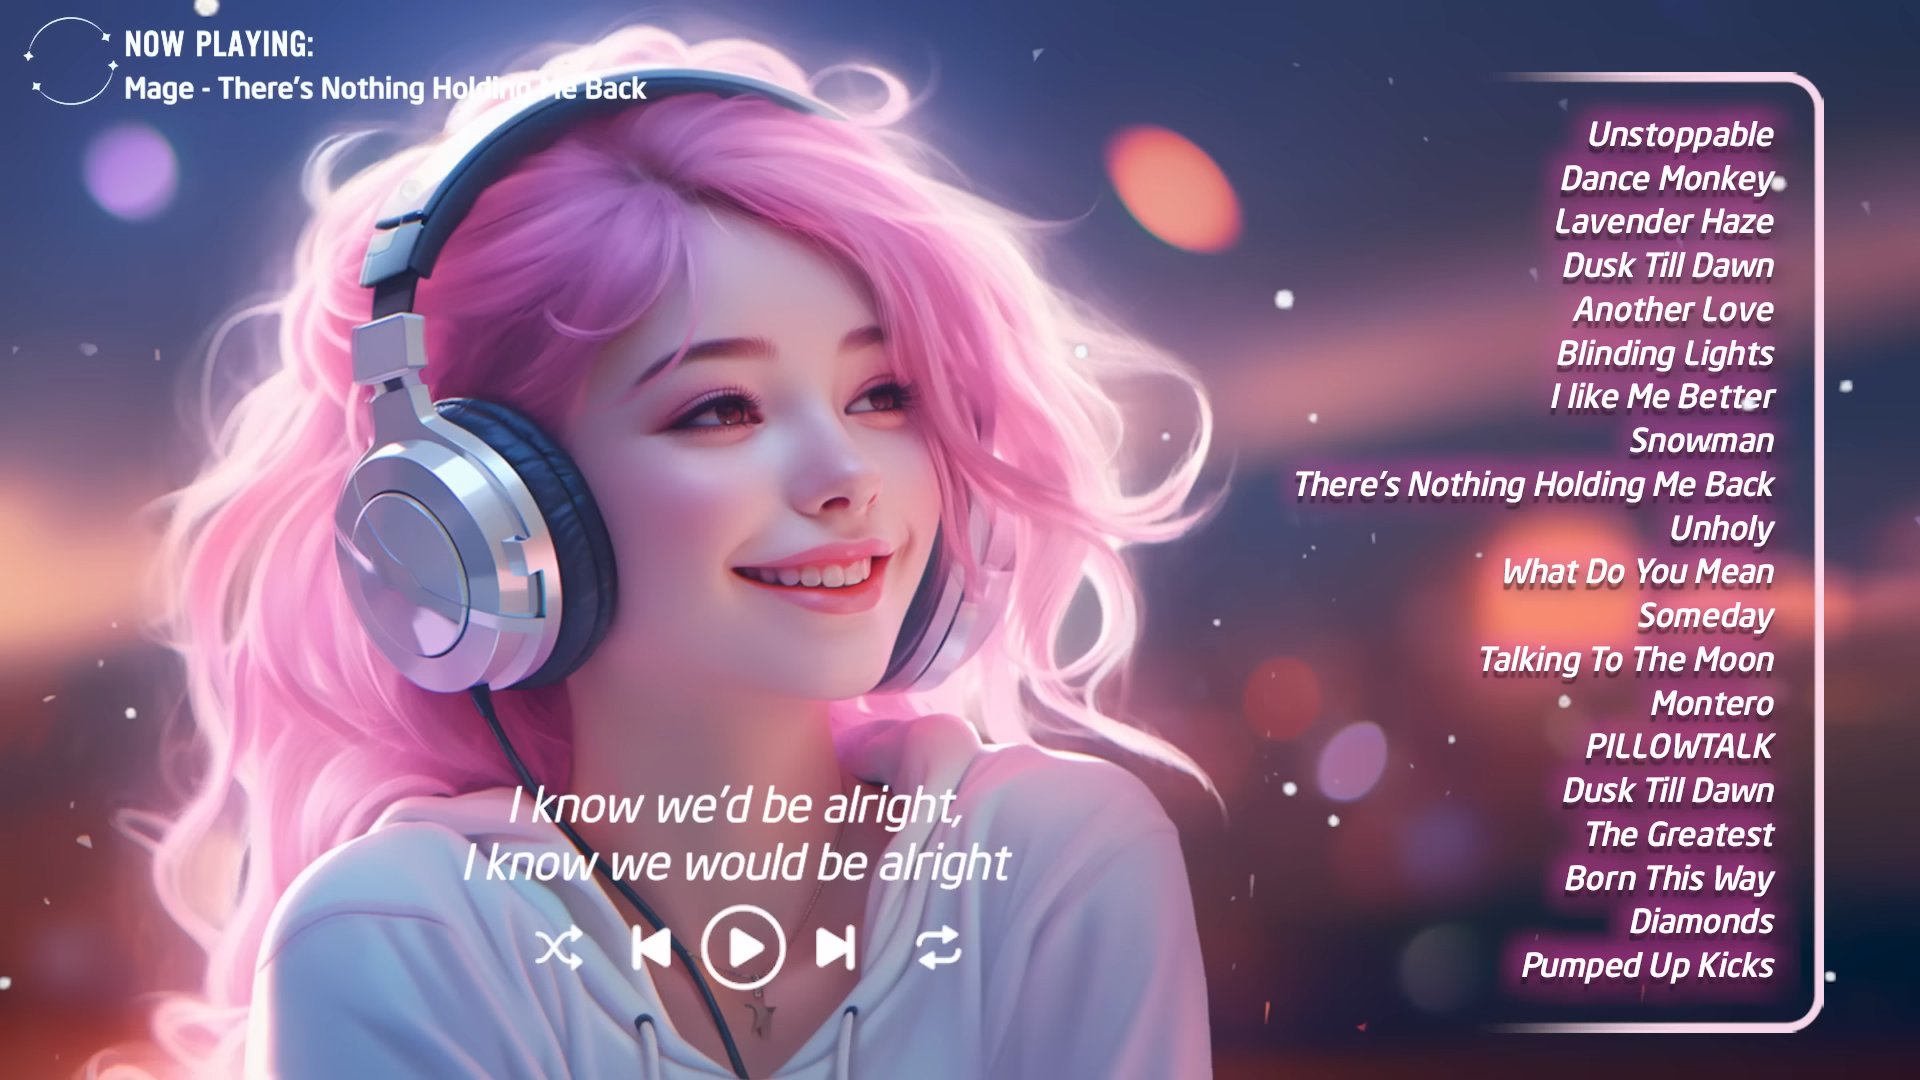 NOW PLAYING:
Mage - There's Nothing Holding Me Back
Unstoppable
Dance Monkey
Lavender Haze
Dusk Till Dawn
Another Love
Blinding Lights
I like Me Better
Snowman
There's Nothing Holding Me Back
Unholy
What Do You Mean
Someday
Talking To The Moon
Montero
PILLOWTALK
Dusk Till Dawn
The Greatest
Born This Way
Diamonds
Pumped Up Kicks
I know we'd be alright,
I know we would be alright